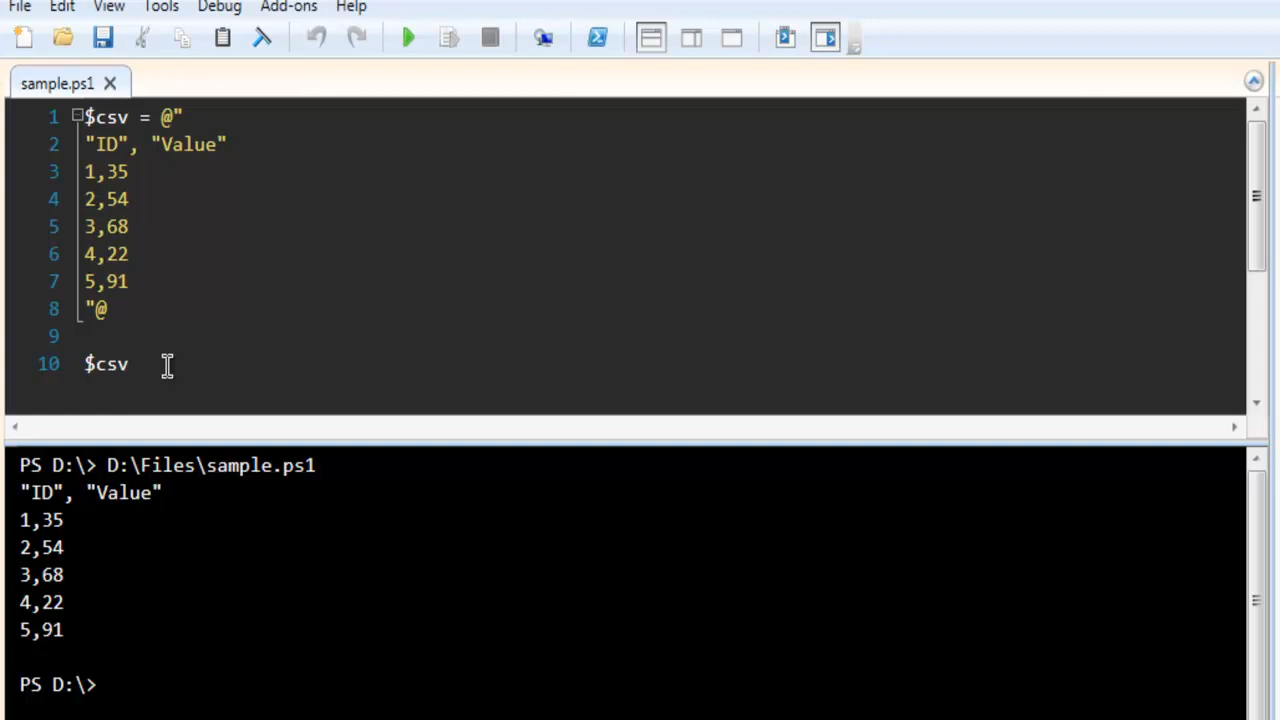 File Edit View Tools Debug Add-ons Help
sample.ps1
1 $csv = @"
2 "ID", "Value"
3 1,35
4 2,54
5 3,68
6 4,22
7 5,91
8 "@
9
10 $csv
PS D:\> D:\Files\sample.ps1
"ID", "Value"
1,35
2,54
3,68
4,22
5,91
PS D:\>